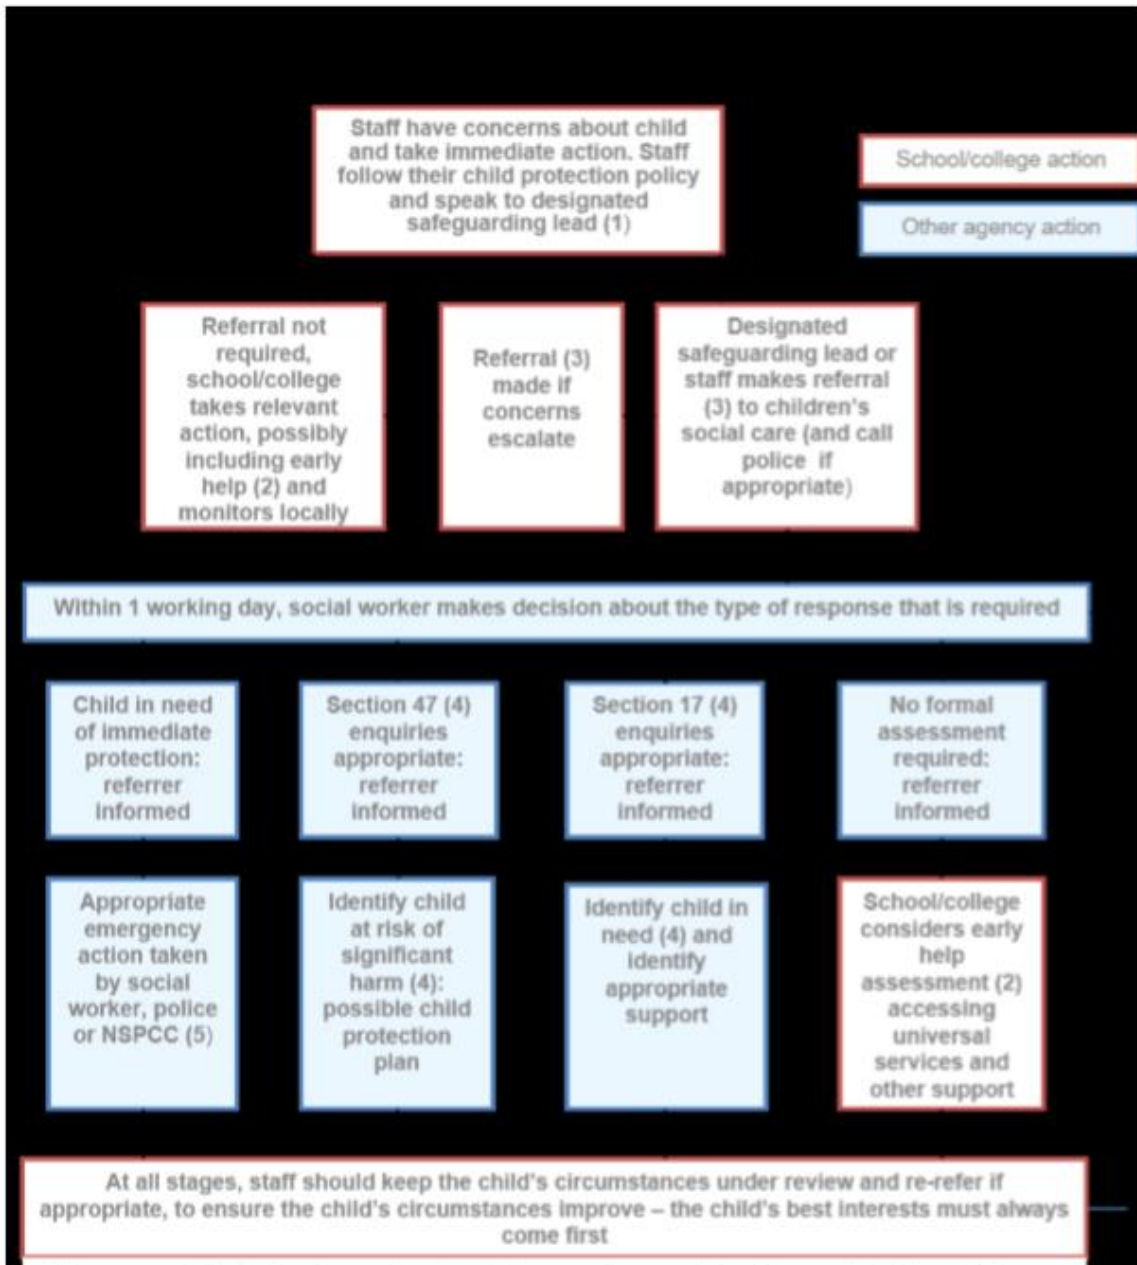 Staff have concerns about child
and take immediate action. Staff
follow their child protection policy
and speak to designated
safeguarding lead (1)
School/college action
Other agency action
Referral not
required,
school/college
takes relevant
action, possibly
including early
help (2) and
monitors locally
Referral (3)
made if
concerns
escalate
Designated
safeguarding lead or
staff makes referral
(3) to children's
social care (and call
police if
appropriate)
Within 1 working day, social worker makes decision about the type of response that is required
Child in need
of immediate
protection:
referrer
informed
Section 47 (4)
enquiries
appropriate:
referrer
informed
Section 17 (4)
enquiries
appropriate:
referrer
informed
No formal
assessment
required:
referrer
informed
Appropriate
emergency
action taken
by social
worker, police
or NSPCC (5)
Identify child
at risk of
significant
harm (4):
possible child
protection
plan
Identify child in
need (4) and
identify
appropriate
support
School/college
considers early
help
assessment (2)
accessing
universal
services and
other support
At all stages, staff should keep the child's circumstances under review and re-refer if
appropriate, to ensure the child's circumstances improve – the child's best interests must always
come first